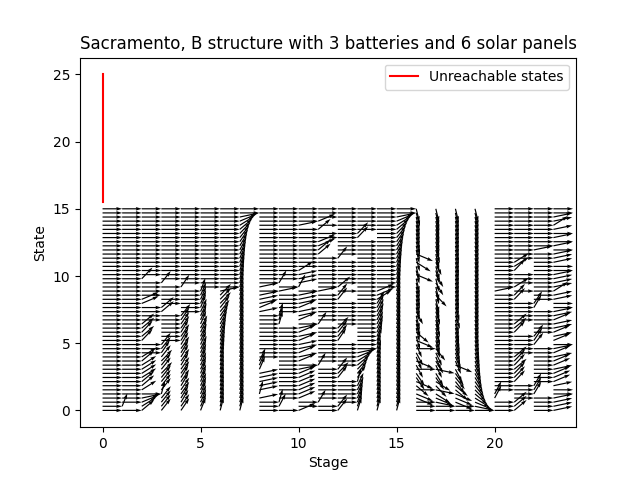 Sacramento, B structure with 3 batteries and 6 solar panels
Unreachable states
25
20
15
10
5
0
State
0 5 10 15 20
Stage